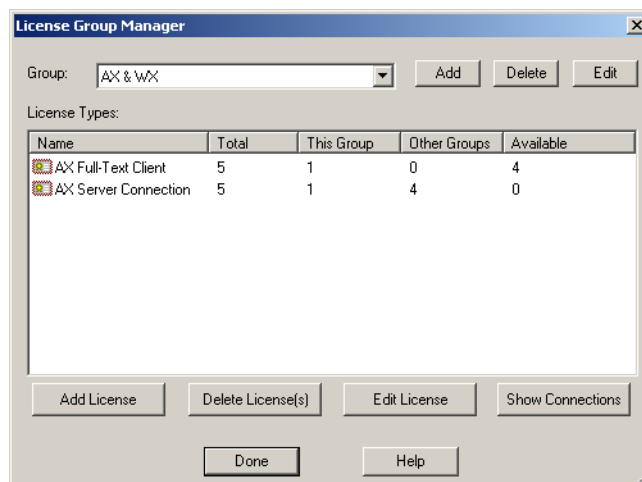 License Group Manager
Group: AX & WX Add Delete Edit
License Types:
Name Total This Group Other Groups Available
AX Full-Text Client 5 1 0 4
AX Server Connection 5 1 4 0
Add License Delete License(s) Edit License Show Connections
Done Help